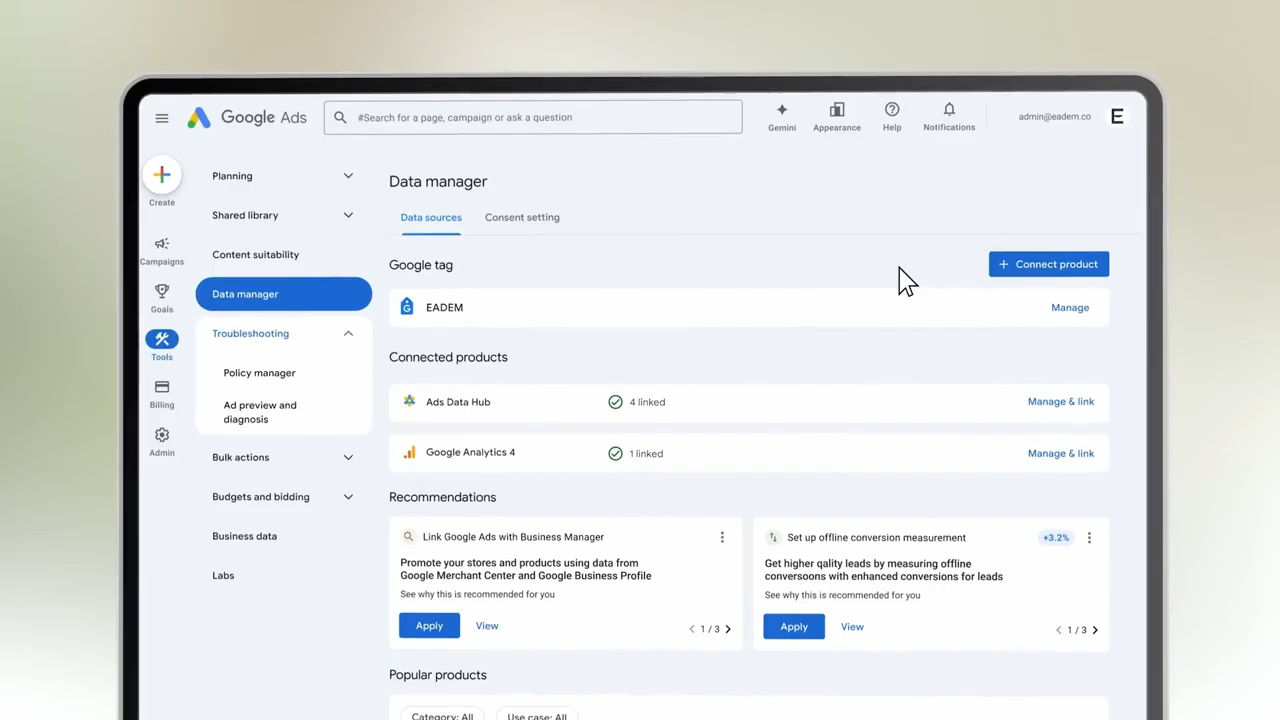 Google Ads
#Search for a page, campaign or ask a question
Gemini
Appearance
Help
Notifications
admin@eadem.co
E
Create
Campaigns
Goals
Tools
Billing
Admin
Planning
Shared library
Content suitability
Data manager
Troubleshooting
Policy manager
Ad preview and
diagnosis
Bulk actions
Budgets and bidding
Business data
Labs
Data manager
Data sources
Consent setting
Google tag
+ Connect product
G
EADEM
Manage
Connected products
Ads Data Hub
4 linked
Manage & link
Google Analytics 4
1 linked
Manage & link
Recommendations
Link Google Ads with Business Manager
Promote your stores and products using data from
Google Merchant Center and Google Business Profile
See why this is recommended for you
Apply
View
1 / 3
Set up offline conversion measurement
+3.2%
Get higher qality leads by measuring offline
conversoons with enhanced conversions for leads
See why this is recommended for you
Apply
View
1 / 3
Popular products
Category: All
Use case: All